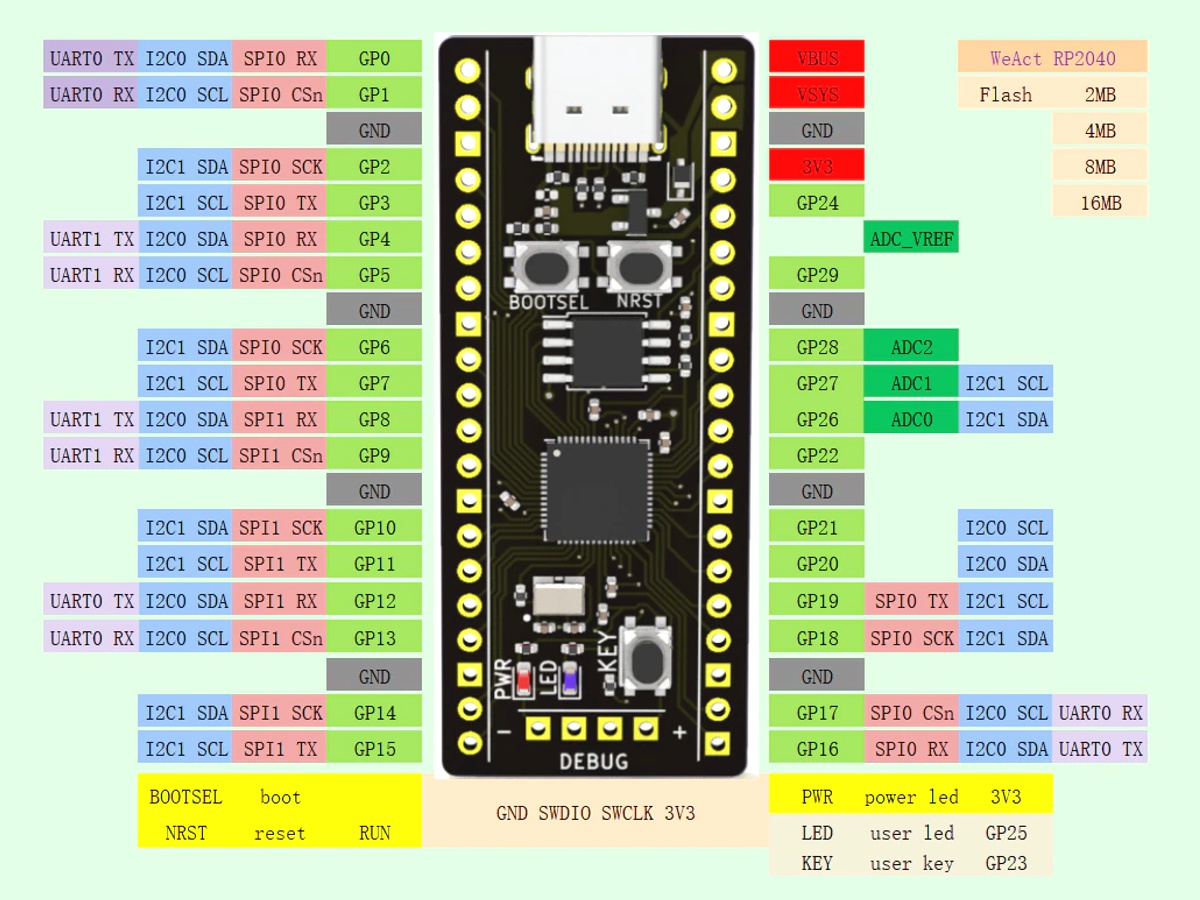 UART0 TX I2C0 SDA SPI0 RX GP0 VBUS WeAct RP2040
UART0 RX I2C0 SCL SPI0 CSn GP1 VSYS Flash 2MB
GND GND 4MB
I2C1 SDA SPI0 SCK GP2 3V3 8MB
I2C1 SCL SPI0 TX GP3 GP24 16MB
UART1 TX I2C0 SDA SPI0 RX GP4 ADC_VREF
UART1 RX I2C0 SCL SPI0 CSn GP5 GP29
BOOTSEL NRST
GND GND
I2C1 SDA SPI0 SCK GP6 GP28 ADC2
I2C1 SCL SPI0 TX GP7 GP27 ADC1 I2C1 SCL
UART1 TX I2C0 SDA SPI1 RX GP8 GP26 ADC0 I2C1 SDA
UART1 RX I2C0 SCL SPI1 CSn GP9 GP22
GND GND
I2C1 SDA SPI1 SCK GP10 GP21 I2C0 SCL
I2C1 SCL SPI1 TX GP11 GP20 I2C0 SDA
UART0 TX I2C0 SDA SPI1 RX GP12 GP19 SPI0 TX I2C1 SCL
UART0 RX I2C0 SCL SPI1 CSn GP13 GP18 SPI0 SCK I2C1 SDA
PWR LED KEY
GND GND
I2C1 SDA SPI1 SCK GP14 GP17 SPI0 CSn I2C0 SCL UART0 RX
- +
I2C1 SCL SPI1 TX GP15 GP16 SPI0 RX I2C0 SDA UART0 TX
DEBUG
BOOTSEL boot PWR power led 3V3
GND SWDIO SWCLK 3V3
NRST reset RUN LED user led GP25
KEY user key GP23